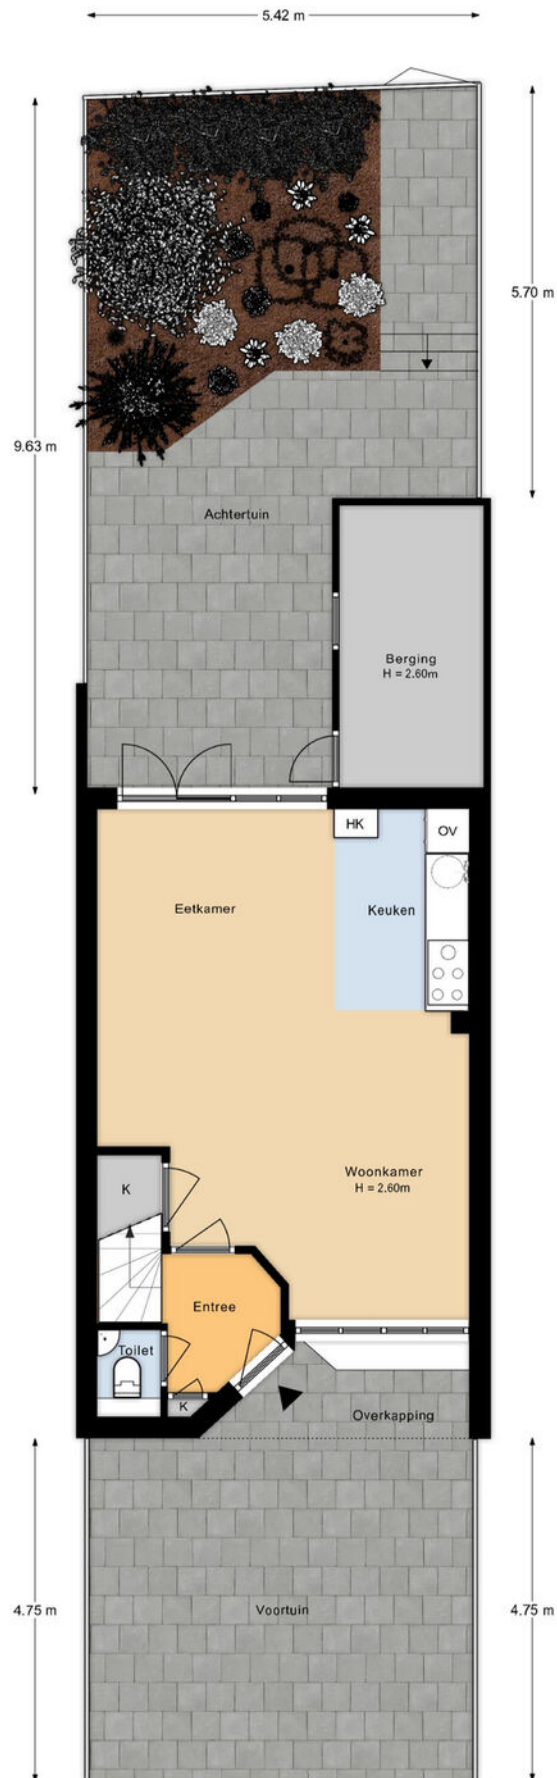 5.42 m
5.70 m
9.63 m
Achtertuin
Berging
H = 2.60m
HK
OV
Eetkamer
Keuken
Woonkamer
H = 2.60m
K
Entree
Toilet
K
Overkapping
4.75 m
Voortuin
4.75 m